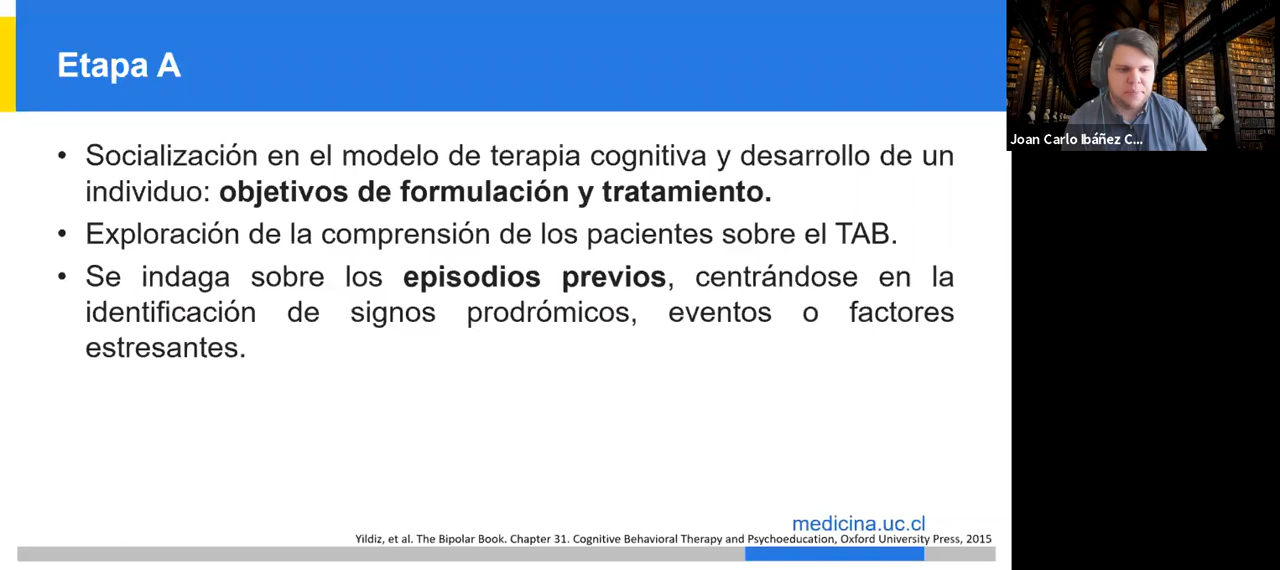 Etapa A
• Socialización en el modelo de terapia cognitiva y desarrollo de un
individuo: objetivos de formulación y tratamiento.
• Exploración de la comprensión de los pacientes sobre el TAB.
• Se indaga sobre los episodios previos, centrándose en la
identificación de signos prodrómicos, eventos o factores
estresantes.
medicina.uc.cl
Yildiz, et al. The Bipolar Book. Chapter 31. Cognitive Behavioral Therapy and Psychoeducation, Oxford University Press, 2015
Joan Carlo Ibáñez C...